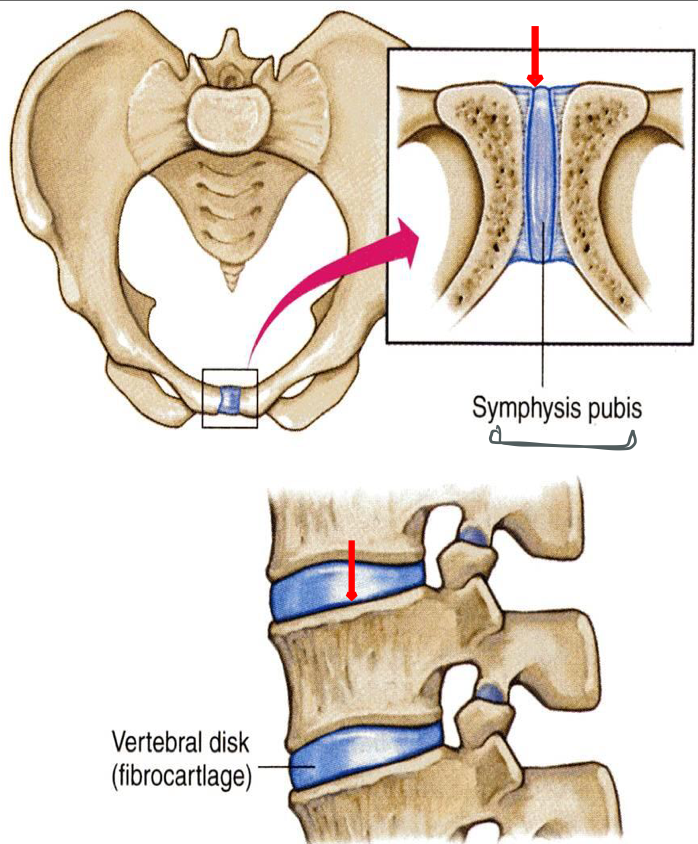 Symphysis pubis
Vertebral disk
(fibrocartlage)